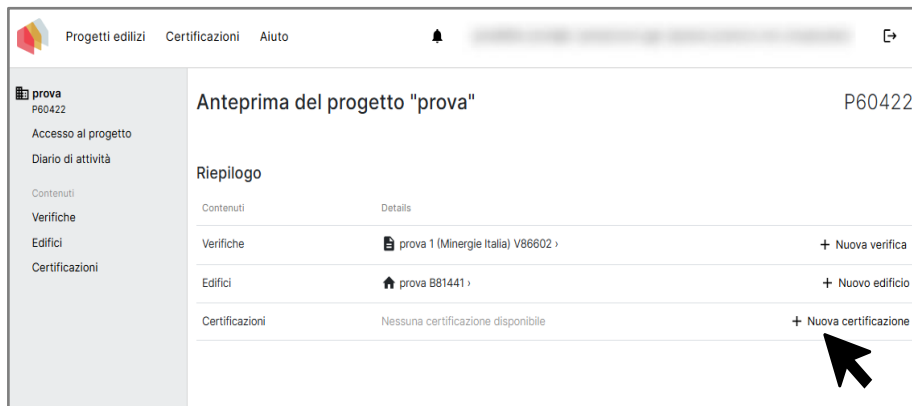 Progetti edilizi Certificazioni Aiuto
prova
P60422
Accesso al progetto
Diario di attività
Contenuti
Verifiche
Edifici
Certificazioni
Anteprima del progetto "prova" P60422
Riepilogo
Contenuti Details
Verifiche prova 1 (Minergie Italia) V86602 › + Nuova verifica
Edifici prova B81441 › + Nuovo edificio
Certificazioni Nessuna certificazione disponibile + Nuova certificazione